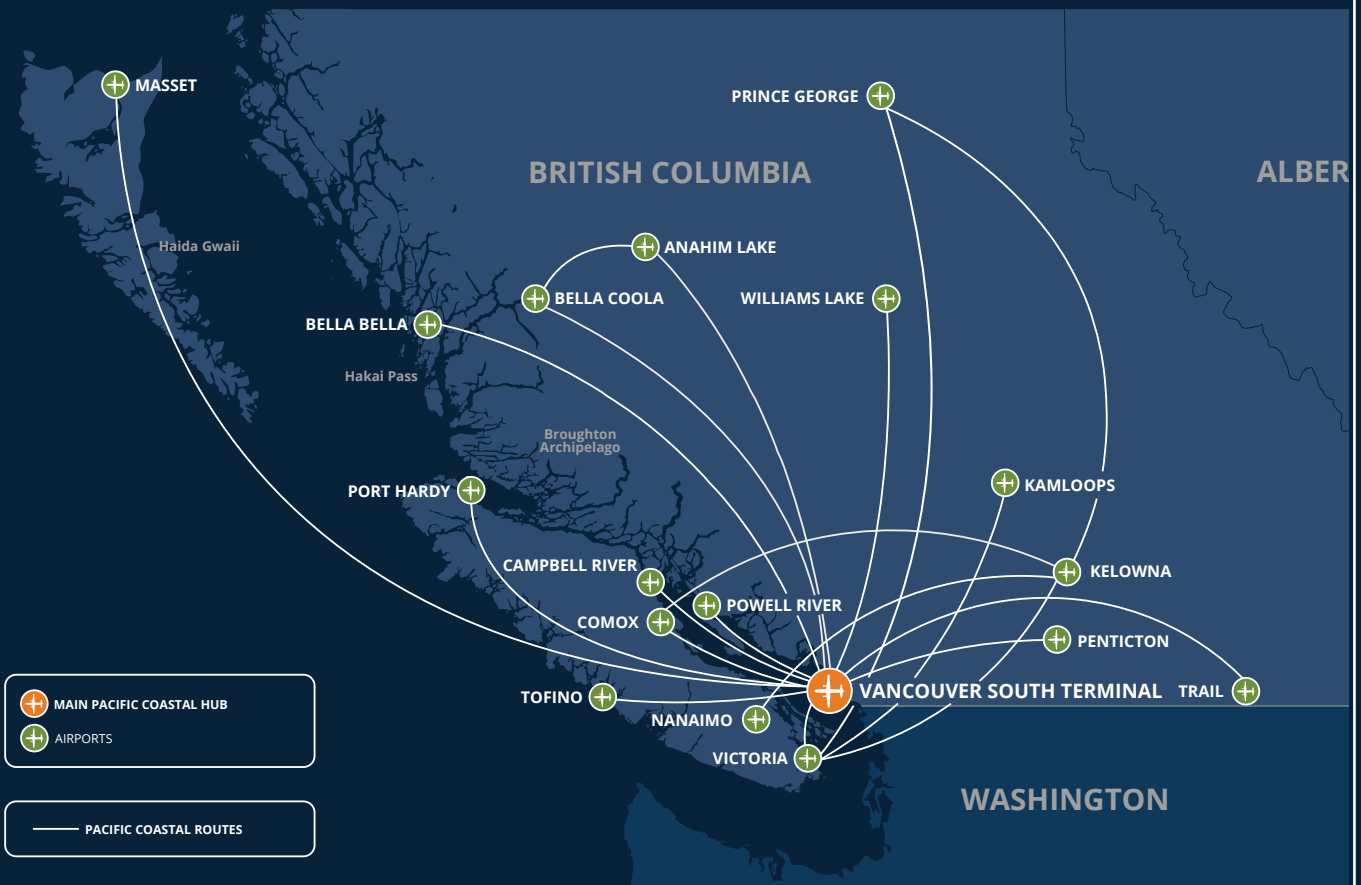 MASSET
PRINCE GEORGE
BRITISH COLUMBIA
ALBER
Haida Gwaii
ANAHIM LAKE
BELLA COOLA
WILLIAMS LAKE
BELLA BELLA
Hakai Pass
Broughton
Archipelago
PORT HARDY
KAMLOOPS
CAMPBELL RIVER
KELOWNA
POWELL RIVER
COMOX
PENTICTON
TOFINO
VANCOUVER SOUTH TERMINAL
TRAIL
NANAIMO
VICTORIA
WASHINGTON
MAIN PACIFIC COASTAL HUB
AIRPORTS
PACIFIC COASTAL ROUTES